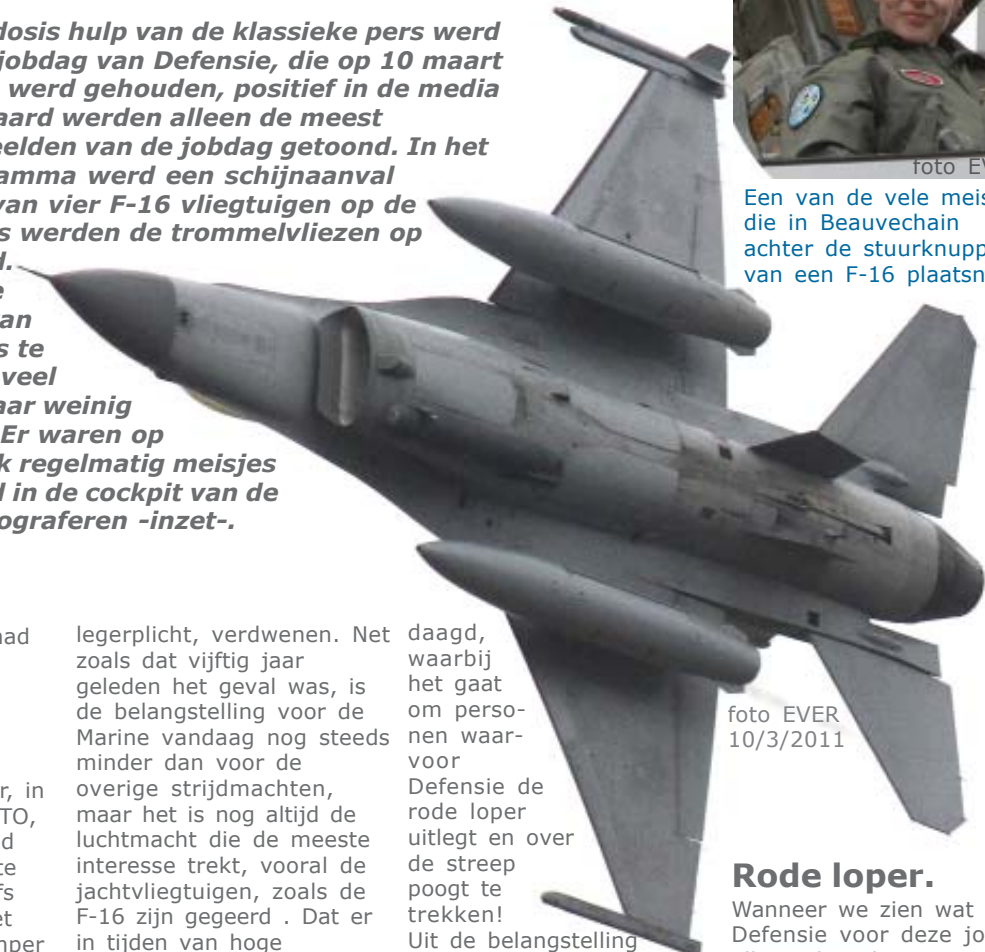 dosis hulp van de klassieke pers werd
jobdag van Defensie, die op 10 maart
werd gehouden, positief in de media
aard werden alleen de meest
eelden van de jobdag getoond. In het
amma werd een schijnaanval
van vier F-16 vliegtuigen op de
s werden de trommelvliezen op
d.
e
an
s te
veel
aar weinig
Er waren op
k regelmatig meisjes
l in de cockpit van de
ograferen -inzet-.
foto EV
Een van de vele meis
die in Beauvechain
achter de stuurknupp
van een F-16 plaatsn
nad
r, in
TO,
d
te
fs
et
nper
legerplicht, verdwenen. Net
zoals dat vijftig jaar
geleden het geval was, is
de belangstelling voor de
Marine vandaag nog steeds
minder dan voor de
overige strijdmachten,
maar het is nog altijd de
luchtmacht die de meeste
interesse trekt, vooral de
jachtvliegtuigen, zoals de
F-16 zijn gegeerd . Dat er
in tijden van hoge
daagd,
waarbij
het gaat
om perso-
nen waar-
voor
Defensie de
rode loper
uitlegt en over
de streep
poogt te
trekken!
Uit de belangstelling
foto EVER
10/3/2011
Rode loper.
Wanneer we zien wat
Defensie voor deze jo